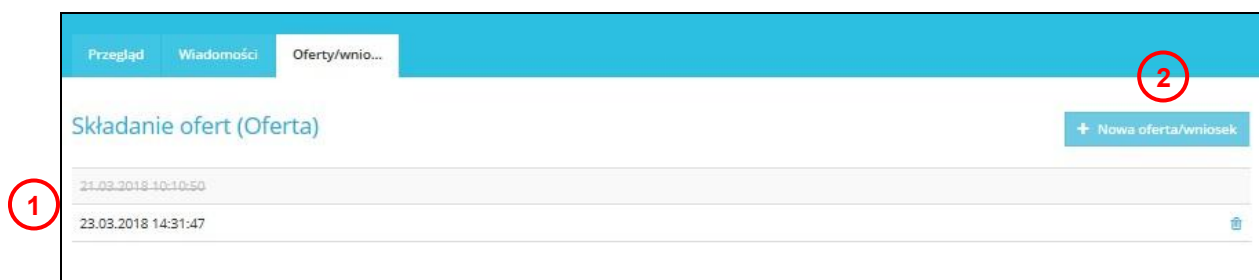 Przegląd Wiadomości Oferty/wnio...
2
Składanie ofert (Oferta)
+ Nowa oferta/wniosek
21.03.2018 10:10:50
1
23.03.2018 14:31:47